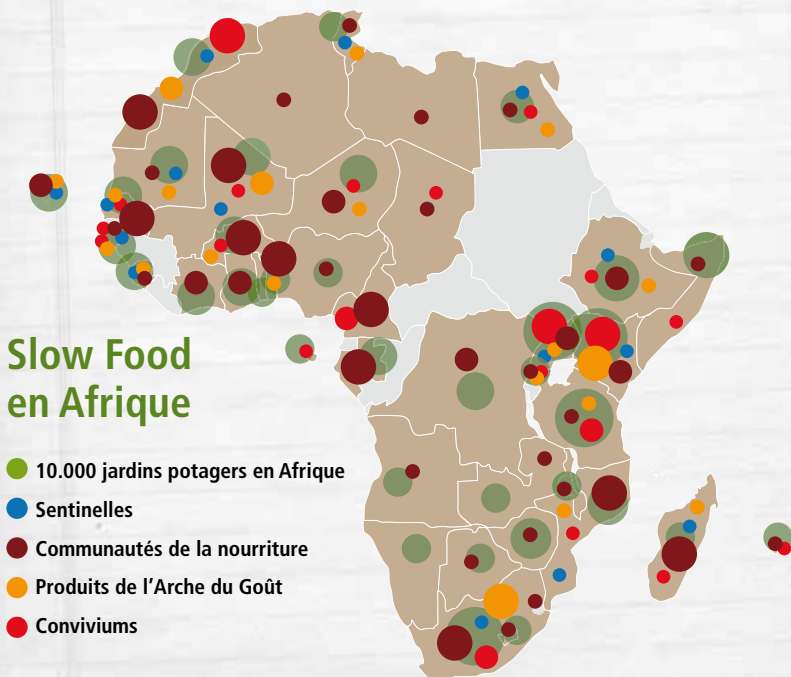 Slow Food
en Afrique
10.000 jardins potagers en Afrique
Sentinelles
Communautés de la nourriture
Produits de l’Arche du Goût
Conviviums